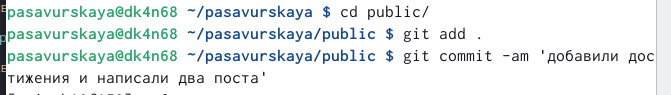 pasavurskaya@dk4n68 ~/pasavurskaya $ cd public/
pasavurskaya@dk4n68 ~/pasavurskaya/public $ git add .
pasavurskaya@dk4n68 ~/pasavurskaya/public $ git commit -am 'добавили дос
тижения и написали два поста'